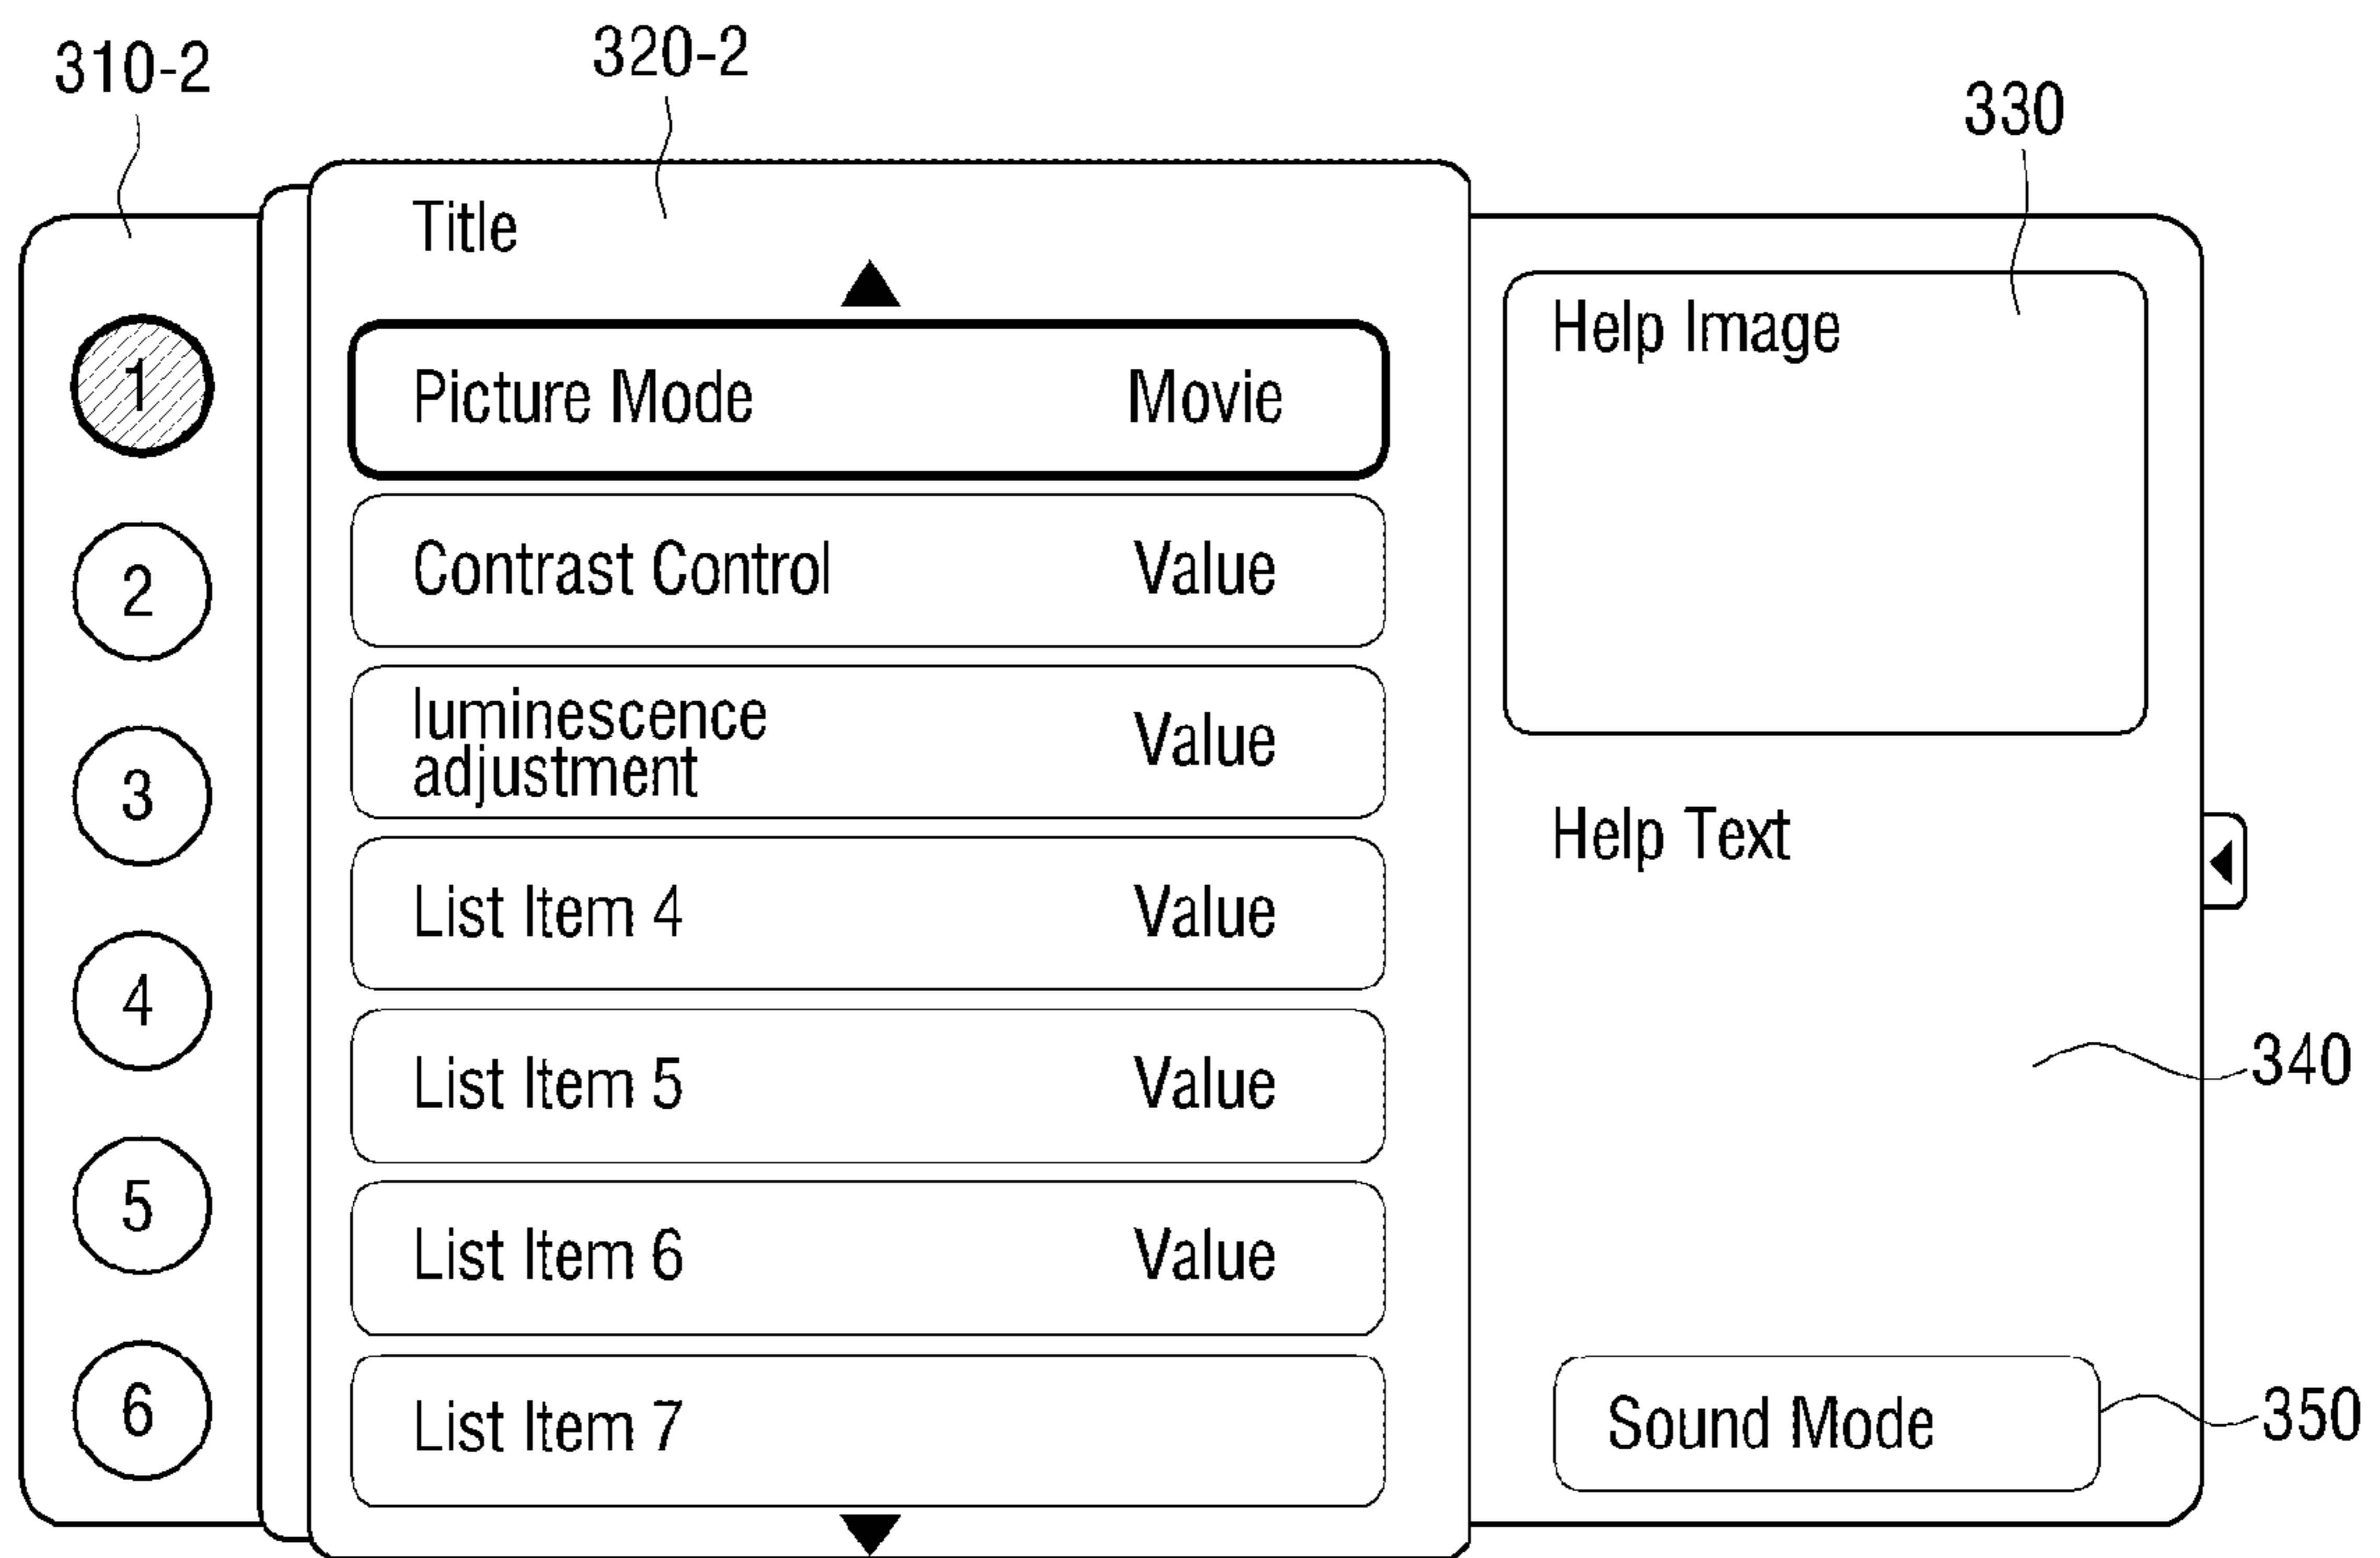 310-2
320-2
330
Title
1
2
3
4
5
6
Picture Mode Movie
Contrast Control Value
luminescence
adjustment
Value
List Item 4 Value
List Item 5 Value
List Item 6 Value
List Item 7
Help Image
Help Text
340
Sound Mode
350